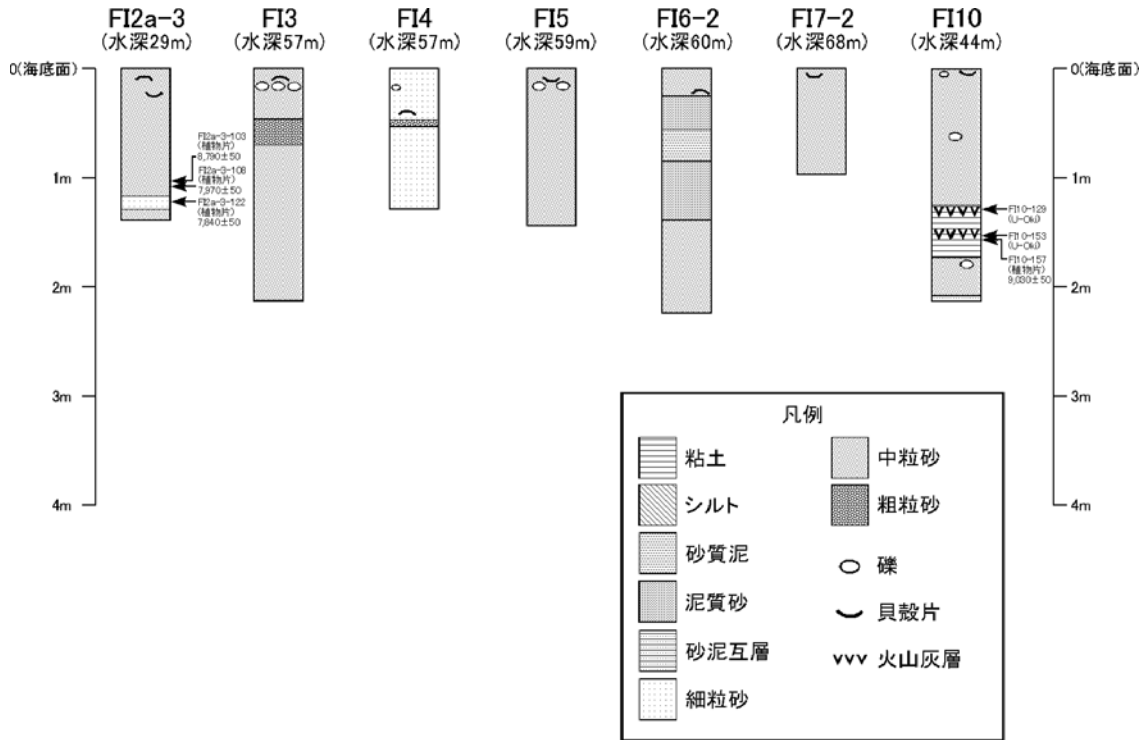 FI2a-3
(水深29m)
FI3
(水深57m)
FI4
(水深57m)
FI5
(水深59m)
FI6-2
(水深60m)
FI7-2
(水深68m)
FI10
(水深44m)
0(海底面)
1m
2m
3m
4m
FI2a-3-103
(植物片)
8,790±50
FI2a-3-108
(植物片)
7,970±50
FI2a-3-122
(植物片)
7,840±50
0(海底面)
1m
2m
3m
4m
FI10-129
(U-Oki)
FI10-153
(U-Oki)
FI10-157
(植物片)
9,030±50
凡例
粘土
シルト
砂質泥
泥質砂
砂泥互層
細粒砂
中粒砂
粗粒砂
礫
貝殻片
火山灰層